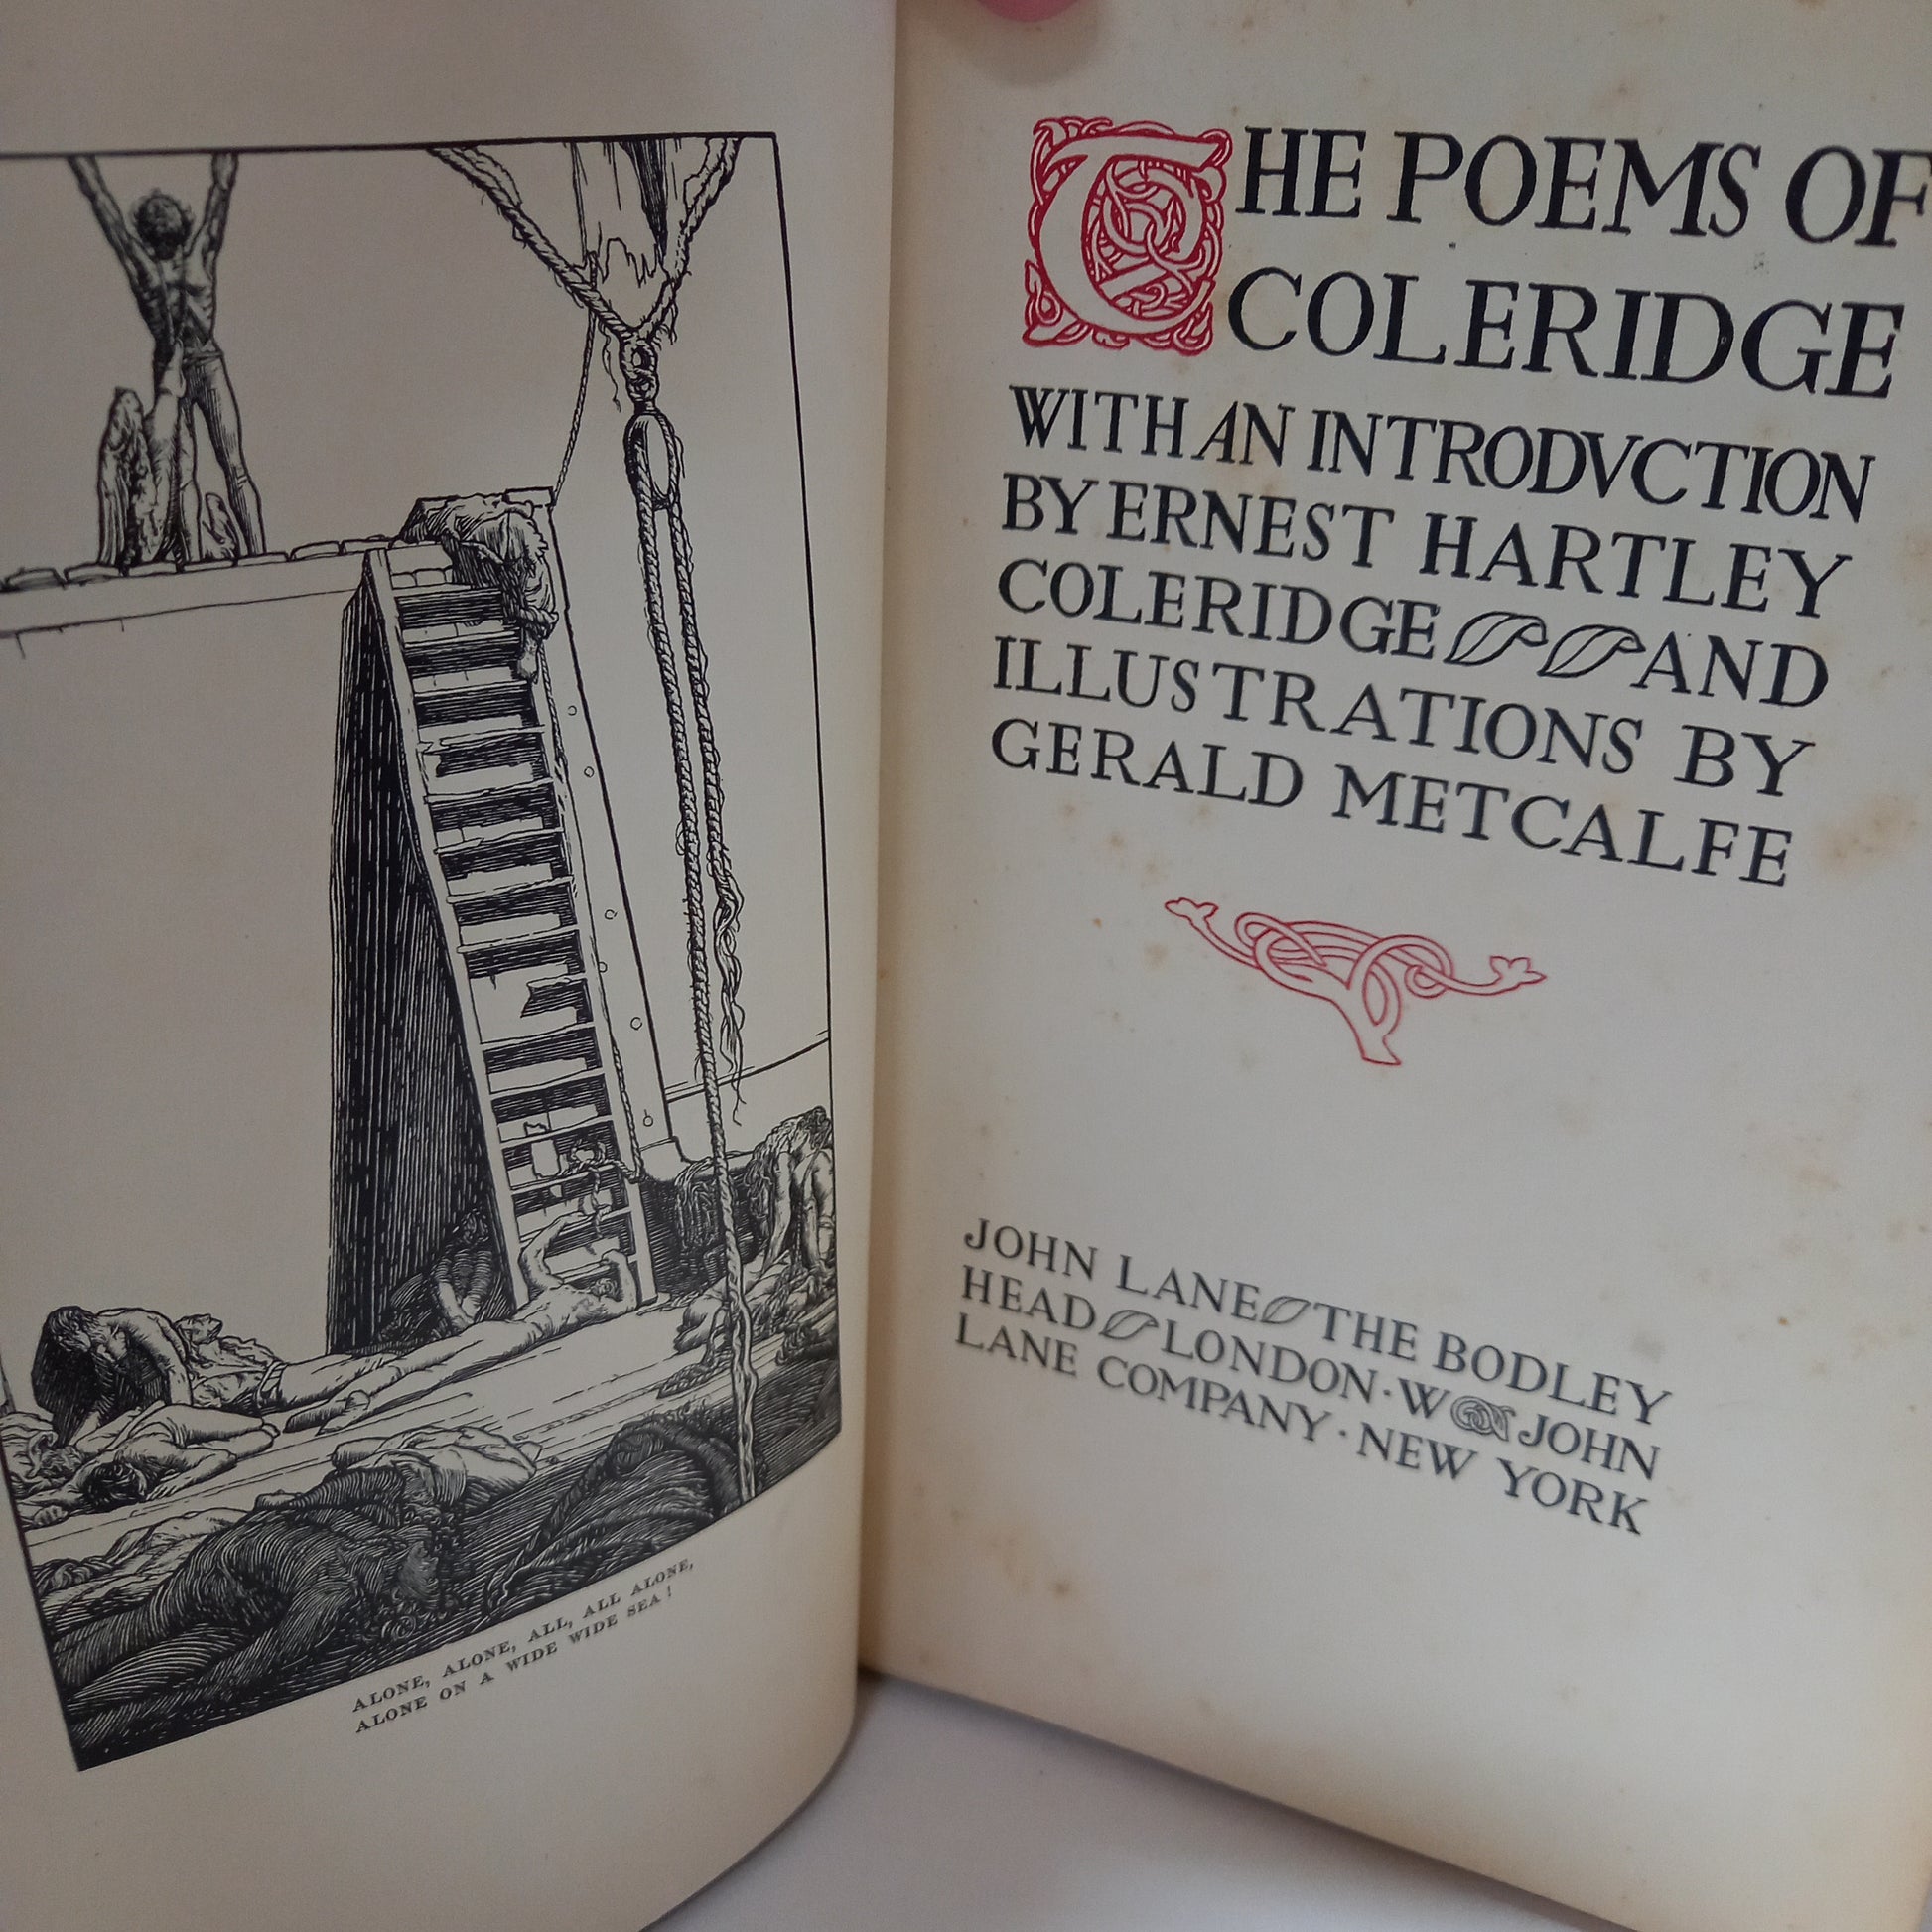 ALONE, ALONE, ALL, ALL ALONE,
ALONE ON A WIDE WIDE SEA!
THE POEMS OF
COLERIDGE
WITH AN INTRODVCTION
BY ERNEST HARTLEY
COLERIDGE AND
ILLUSTRATIONS BY
GERALD METCALFE
JOHN LANE THE BODLEY
HEAD LONDON · W JOHN
LANE COMPANY · NEW YORK